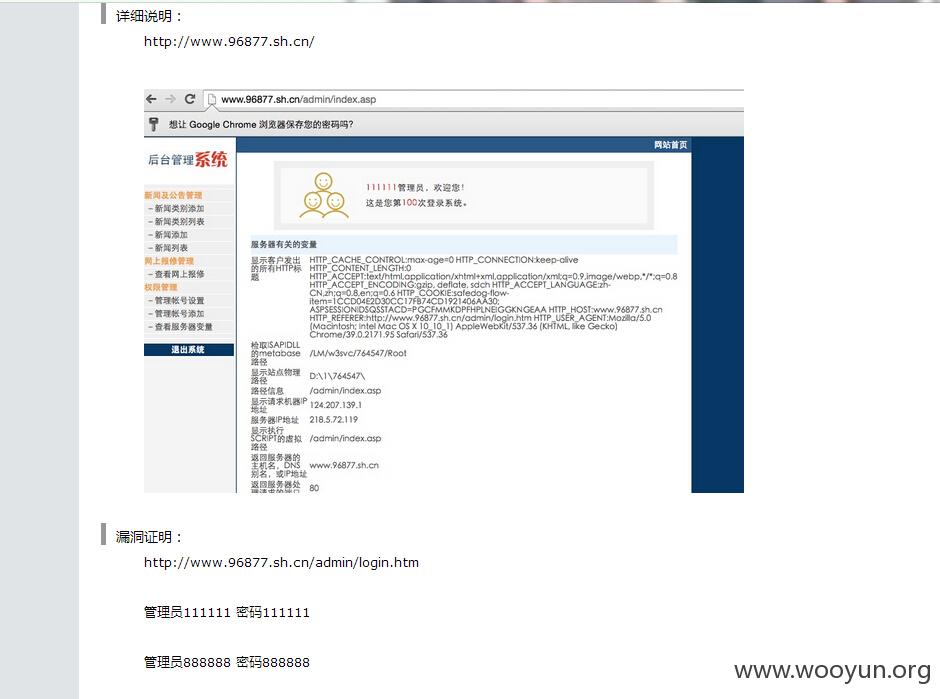 详细说明：
http://www.96877.sh.cn/
www.96877.sh.cn/admin/index.asp
想让 Google Chrome 浏览器保存您的密码吗?
网站首页
后台管理系统
新闻及公告管理
－新闻类别添加
－新闻类别列表
－新闻添加
－新闻列表
网上报修管理
－查看网上报修
权限管理
－管理帐号设置
－管理帐号添加
－查看服务器变量
退出系统
111111管理员，欢迎您!
这是您第100次登录系统。
服务器有关的变量
显示客户发出的所有HTTP标题
HTTP_CACHE_CONTROL:max-age=0 HTTP_CONNECTION:keep-alive
HTTP_CONTENT_LENGTH:0
HTTP_ACCEPT:text/html,application/xhtml+xml,application/xml;q=0.9,image/webp,*/*;q=0.8
HTTP_ACCEPT_ENCODING:gzip, deflate, sdch HTTP_ACCEPT_LANGUAGE:zh-
CN,zh;q=0.8,en;q=0.6 HTTP_COOKIE:safedog-flow-
item=1CCD04E2D30CC17FB74CD1921406AA30;
ASPSESSIONIDSQSSTACD=PGCFMMKDPFHPLNEIGGKNGEAA HTTP_HOST:www.96877.sh.cn
HTTP_REFERER:http://www.96877.sh.cn/admin/login.htm HTTP_USER_AGENT:Mozilla/5.0
(Macintosh; Intel Mac OS X 10_10_1) AppleWebKit/537.36 (KHTML, like Gecko)
Chrome/39.0.2171.95 Safari/537.36
检取ISAPIDLL的metabase路径
/LM/w3svc/764547/Root
显示站点物理路径
D:\1\764547\
路径信息
/admin/index.asp
显示请求机器IP地址
124.207.139.1
服务器IP地址
218.5.72.119
显示执行SCRIPT的虚拟路径
/admin/index.asp
返回服务器的主机名，DNS别名，或IP地址
www.96877.sh.cn
返回服务器处理请求的端口
80
漏洞证明：
http://www.96877.sh.cn/admin/login.htm
管理员111111 密码111111
管理员888888 密码888888
www.wooyun.org